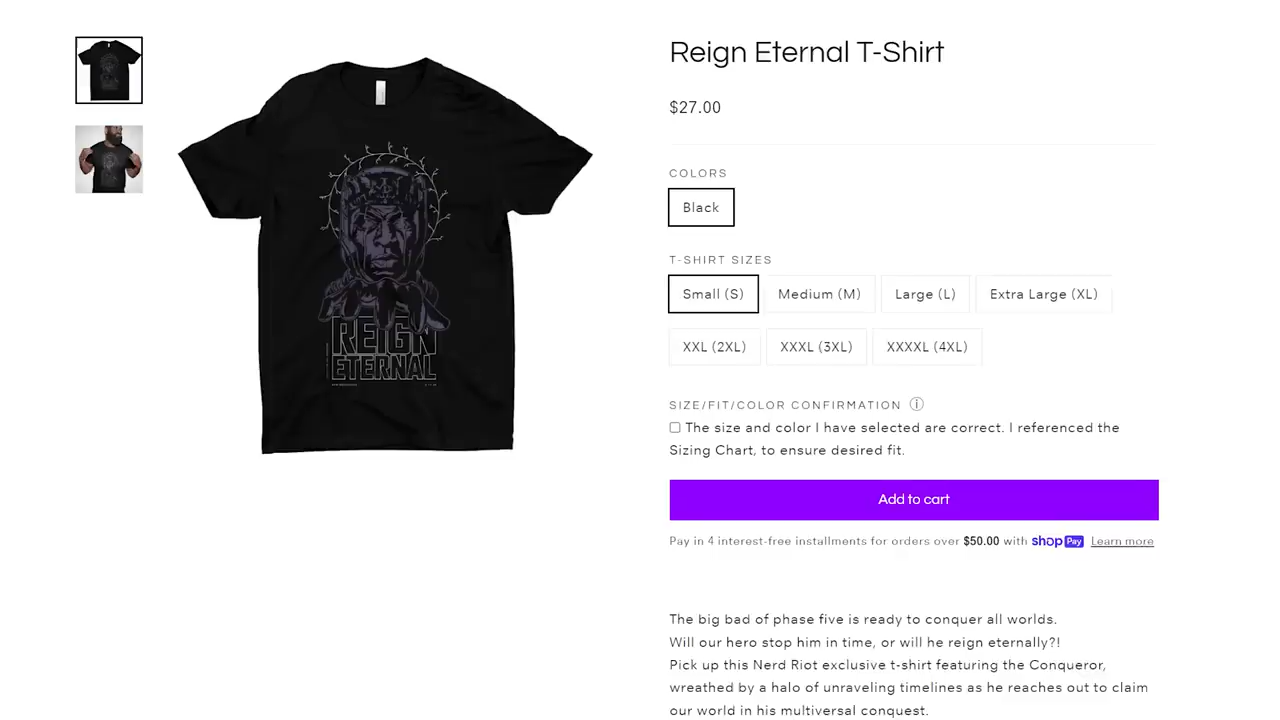 Reign Eternal T-Shirt
$27.00
COLORS
Black
T-SHIRT SIZES
Small (S) Medium (M) Large (L) Extra Large (XL)
XXL (2XL) XXXL (3XL) XXXXL (4XL)
SIZE/FIT/COLOR CONFIRMATION ⓘ
The size and color I have selected are correct. I referenced the
Sizing Chart, to ensure desired fit.
Add to cart
Pay in 4 interest-free installments for orders over $50.00 with shop Pay Learn more
The big bad of phase five is ready to conquer all worlds.
Will our hero stop him in time, or will he reign eternally?!
Pick up this Nerd Riot exclusive t-shirt featuring the Conqueror,
wreathed by a halo of unraveling timelines as he reaches out to claim
our world in his multiversal conquest.
REIGN
ETERNAL